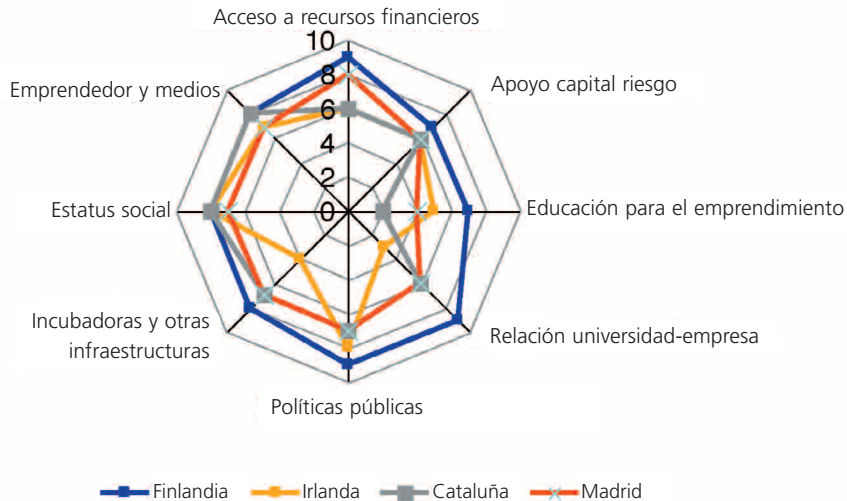 Acceso a recursos financieros
10
8
6
4
2
0
Apoyo capital riesgo
Educación para el emprendimiento
Relación universidad-empresa
Políticas públicas
Incubadoras y otras
infraestructuras
Estatus social
Emprendedor y medios
Finlandia Irlanda Cataluña Madrid